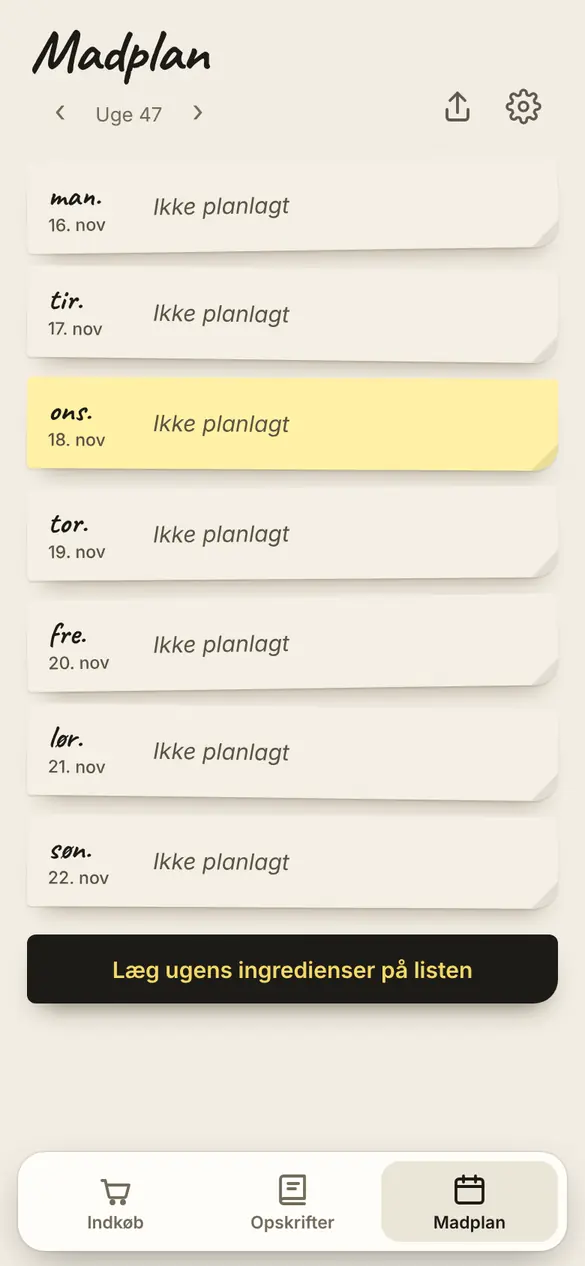 Madplan
Uge 47
man.
16. nov
Ikke planlagt
tir.
17. nov
Ikke planlagt
ons.
18. nov
Ikke planlagt
tor.
19. nov
Ikke planlagt
fre.
20. nov
Ikke planlagt
lør.
21. nov
Ikke planlagt
søn.
22. nov
Ikke planlagt
Læg ugens ingredienser på listen
Indkøb
Opskrifter
Madplan